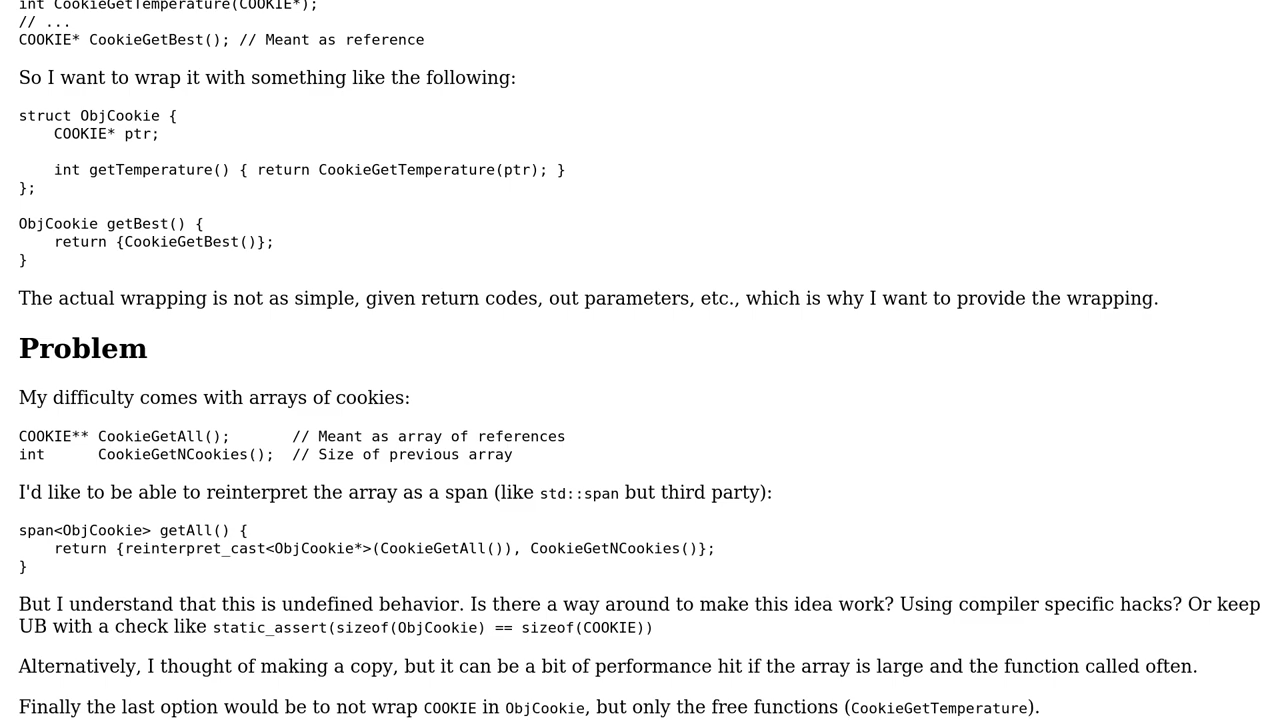 int CookieGetTemperature(COOKIE*);
// ...
COOKIE* CookieGetBest(); // Meant as reference
So I want to wrap it with something like the following:
struct ObjCookie {
    COOKIE* ptr;
    int getTemperature() { return CookieGetTemperature(ptr); }
};
ObjCookie getBest() {
    return {CookieGetBest()};
}
The actual wrapping is not as simple, given return codes, out parameters, etc., which is why I want to provide the wrapping.
Problem
My difficulty comes with arrays of cookies:
COOKIE** CookieGetAll();       // Meant as array of references
int      CookieGetNCookies();  // Size of previous array
I'd like to be able to reinterpret the array as a span (like std::span but third party):
span<ObjCookie> getAll() {
    return {reinterpret_cast<ObjCookie*>(CookieGetAll()), CookieGetNCookies()};
}
But I understand that this is undefined behavior. Is there a way around to make this idea work? Using compiler specific hacks? Or keep
UB with a check like static_assert(sizeof(ObjCookie) == sizeof(COOKIE))
Alternatively, I thought of making a copy, but it can be a bit of performance hit if the array is large and the function called often.
Finally the last option would be to not wrap COOKIE in ObjCookie, but only the free functions (CookieGetTemperature).